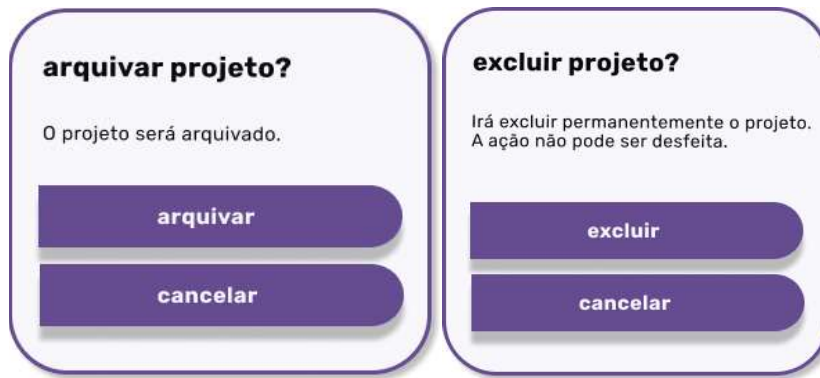 arquivar projeto?
O projeto será arquivado.
arquivar
cancelar
excluir projeto?
Irá excluir permanentemente o projeto.
A ação não pode ser desfeita.
excluir
cancelar